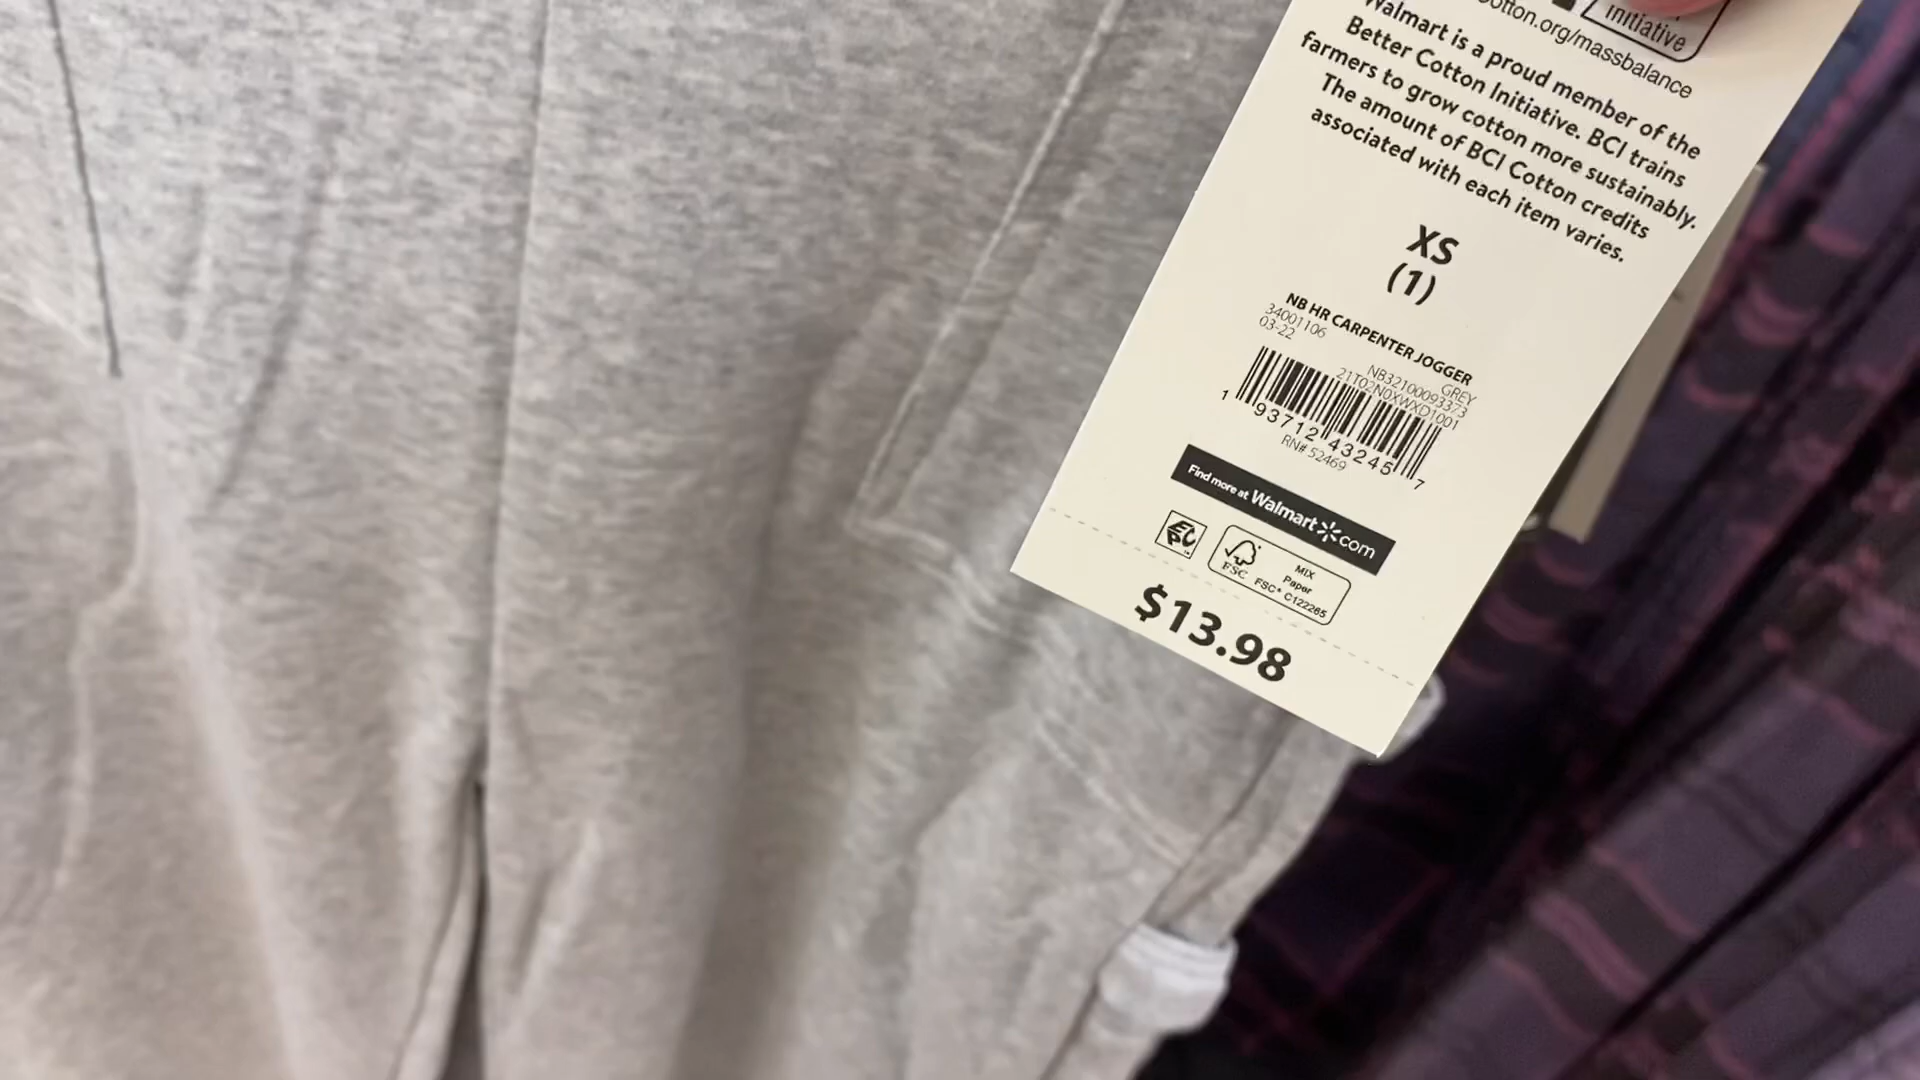 Initiative
otton.org/massbalance
Walmart is a proud member of the
Better Cotton Initiative. BCI trains
farmers to grow cotton more sustainably.
The amount of BCI Cotton credits
associated with each item varies.
XS
(1)
NB HR CARPENTER JOGGER
34001106 GREY
03-22 NB32100093373
21T02N0XWXD1001
1 93712 43245 7
RN# 52469
Find more at Walmart com
EPC
FSC
MIX
Paper
FSC® C122265
$13.98